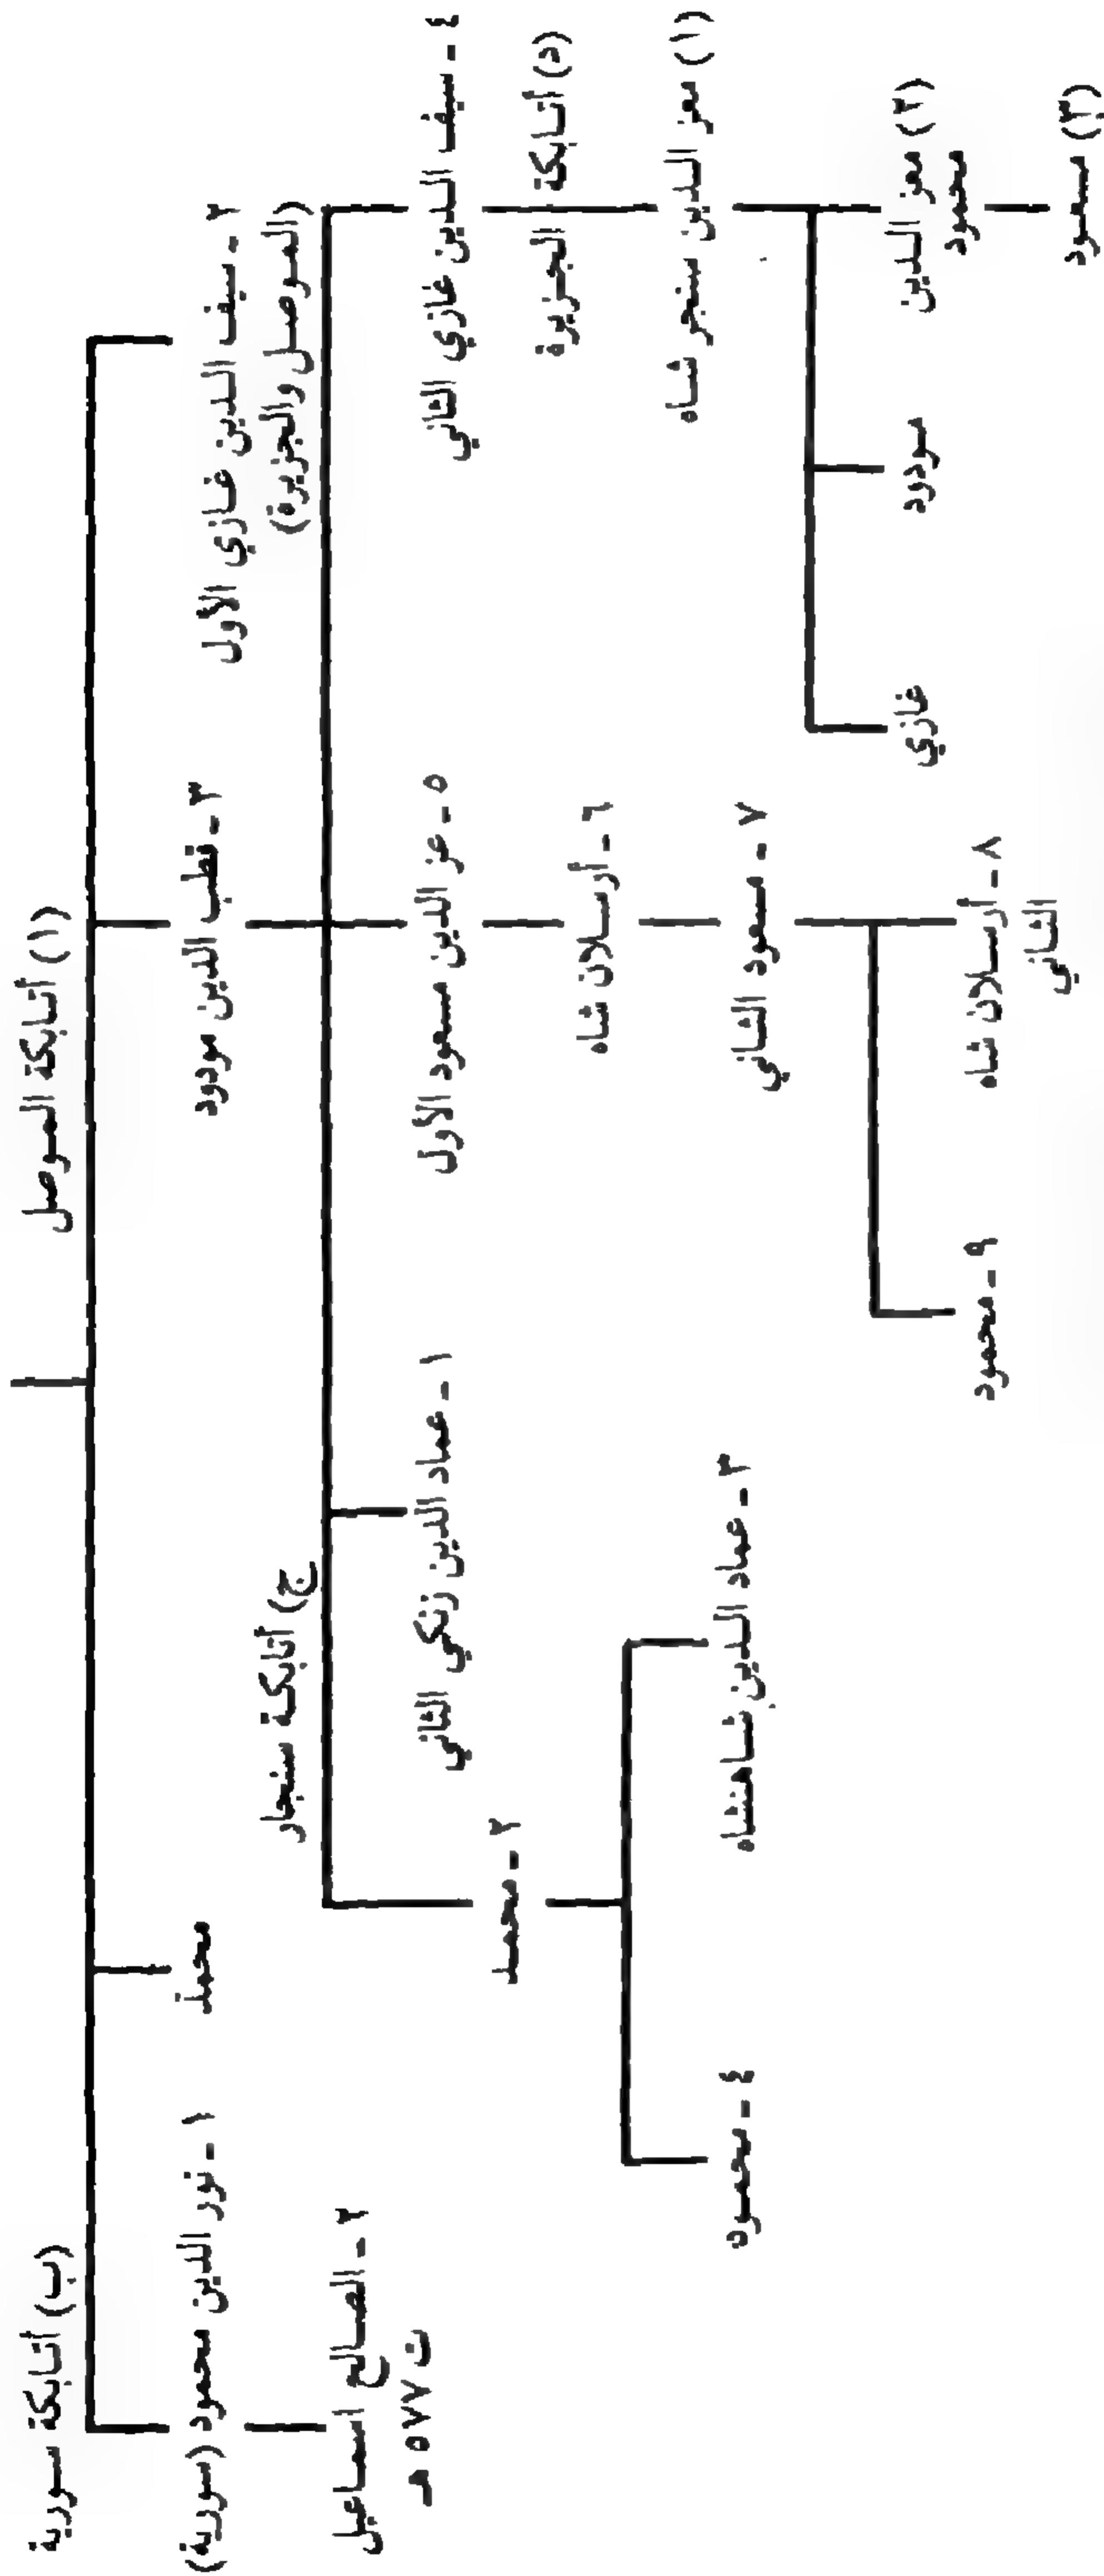 (١) أتابكة الموصل
(ب) أتابكة سورية
٢ - سيف الدين غازي الأول
(الموصل والجزيرة)
٣ - قطب الدين مودود
محمد
١ - نور الدين محمود (سورية)
٢ - الصالح اسماعيل
ت ٥٧٧ هـ
ج) أتابكة سنجار
٤ - سيف الدين غازي الثاني
٥ - عز الدين مسعود الأول
١ - عماد الدين زنكي الثاني
٢ - محمد
(د) أتابكة الجزيرة
٦ - أرسلان شاه
(١) معز الدين سنجر شاه
٧ - مسعود الثاني
٣ - عماد الدين شاهنشاه
٤ - محمود
(٢) معز الدين
محمود
مودود
غازي
٨ - أرسلان شاه
الثاني
٩ - محمود
(٣) مسعود